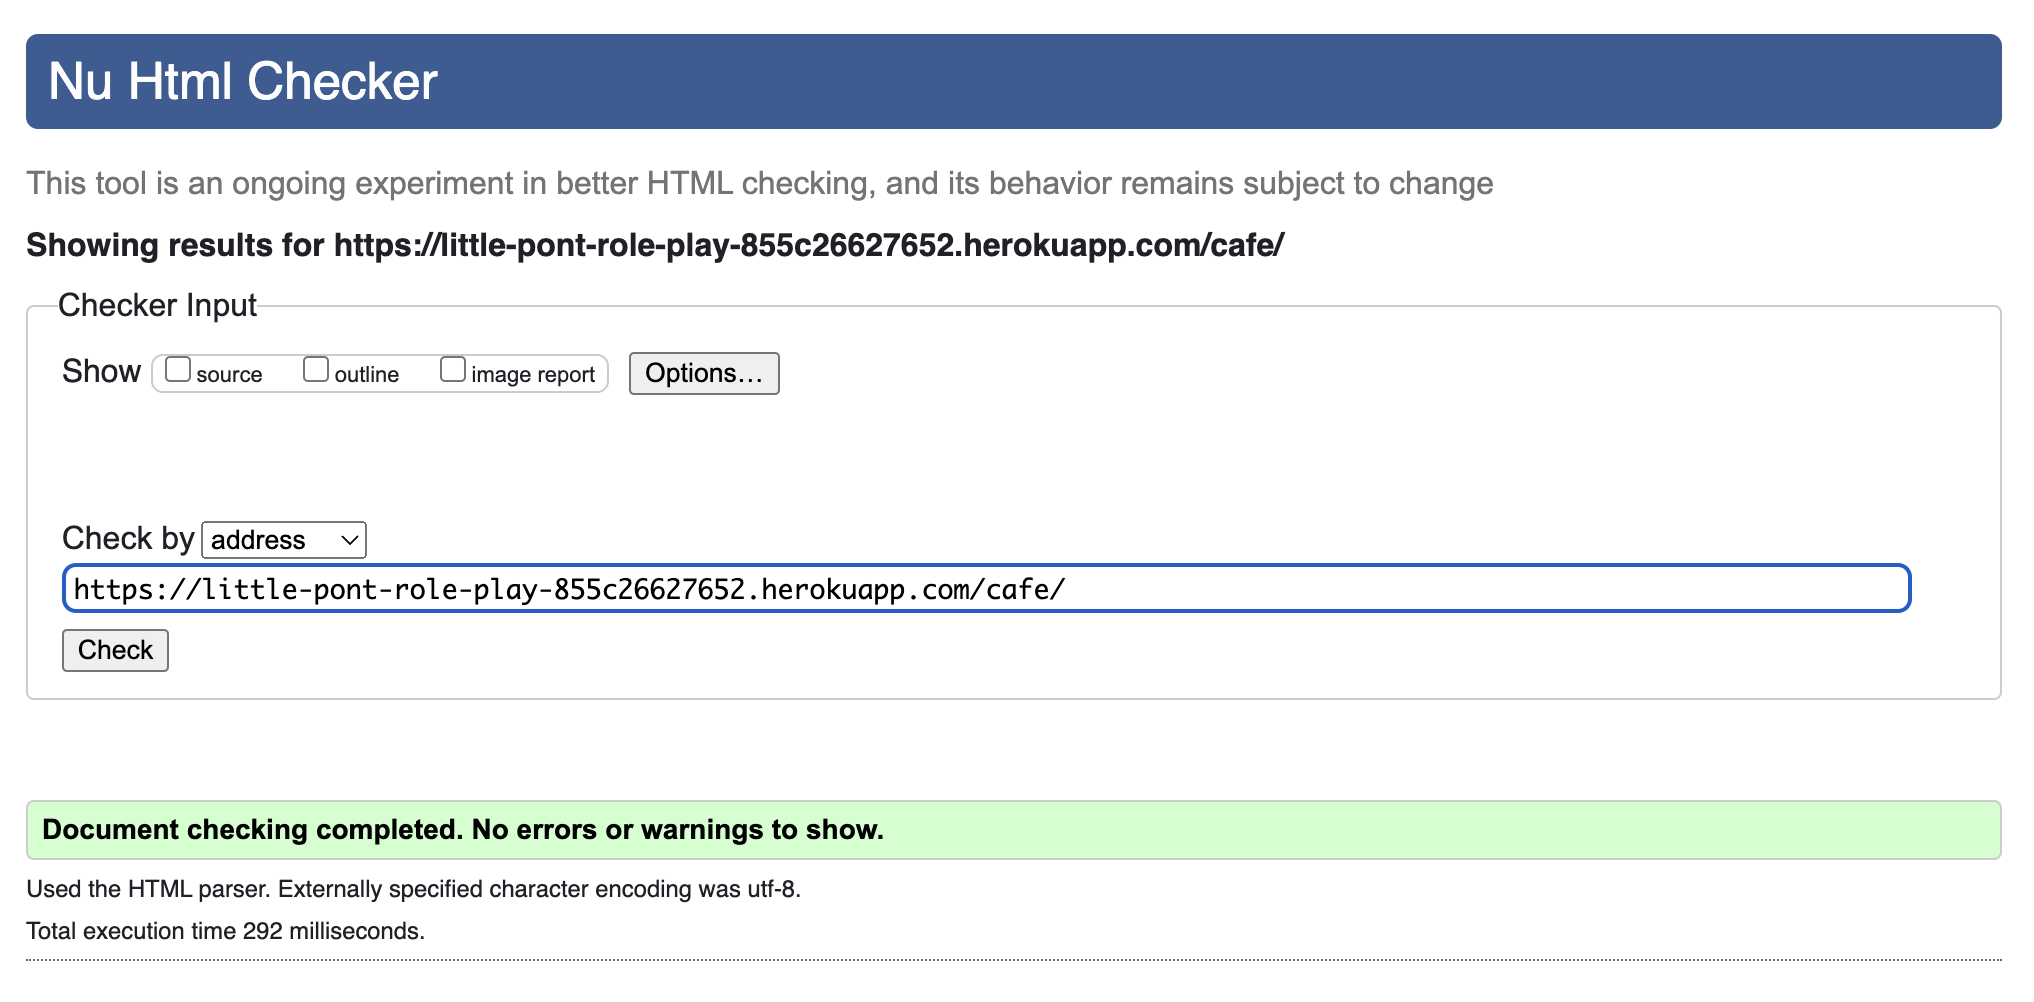 Nu Html Checker
This tool is an ongoing experiment in better HTML checking, and its behavior remains subject to change
Showing results for https://little-pont-role-play-855c26627652.herokuapp.com/cafe/
Checker Input
Show source outline image report Options...
Check by address
https://little-pont-role-play-855c26627652.herokuapp.com/cafe/
Check
Document checking completed. No errors or warnings to show.
Used the HTML parser. Externally specified character encoding was utf-8.
Total execution time 292 milliseconds.